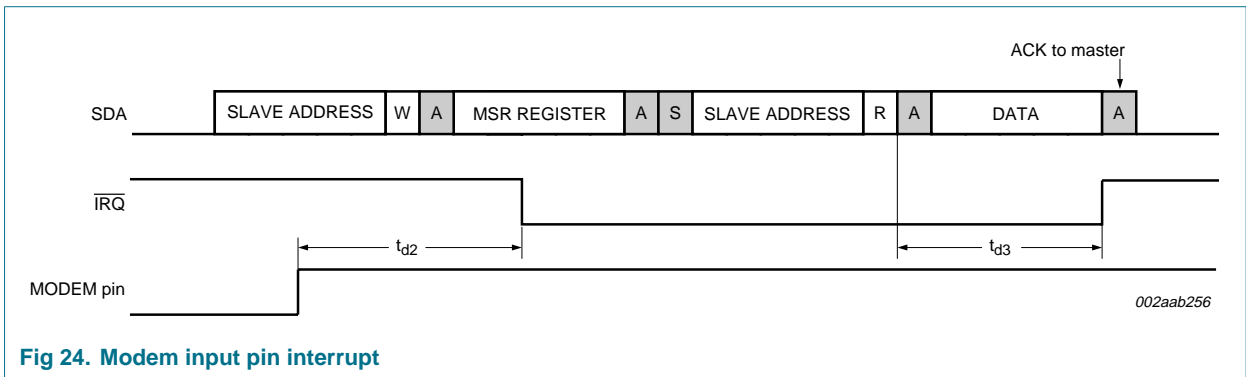 ACK to master
SDA SLAVE ADDRESS W A MSR REGISTER A S SLAVE ADDRESS R A DATA A
IRQ
td2 td3
MODEM pin
002aab256
Fig 24. Modem input pin interrupt